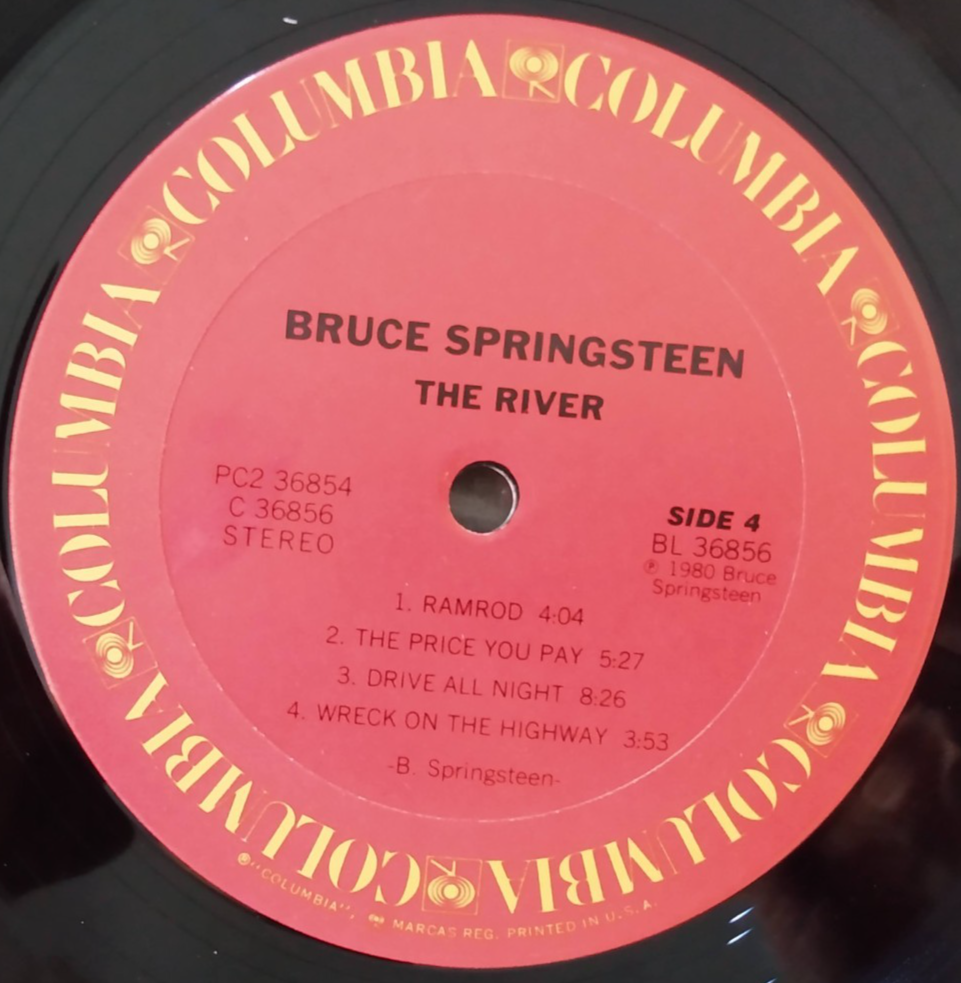 COLUMBIA COLUMBIA COLUMBIA COLUMBIA COLUMBIA COLUMBIA
BRUCE SPRINGSTEEN
THE RIVER
PC2 36854
C 36856
STEREO
SIDE 4
BL 36856
℗ 1980 Bruce
Springsteen
1. RAMROD 4:04
2. THE PRICE YOU PAY 5:27
3. DRIVE ALL NIGHT 8:26
4. WRECK ON THE HIGHWAY 3:53
-B. Springsteen-
®"COLUMBIA", MARCAS REG. PRINTED IN U.S.A.